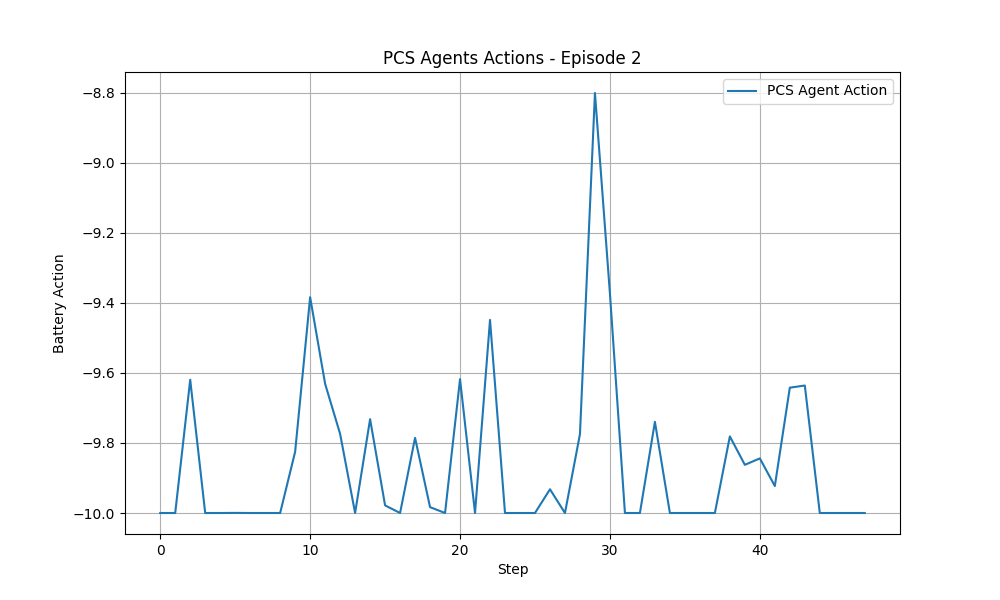 PCS Agents Actions - Episode 2
PCS Agent Action
Battery Action
−8.8
−9.0
−9.2
−9.4
−9.6
−9.8
−10.0
0 10 20 30 40
Step